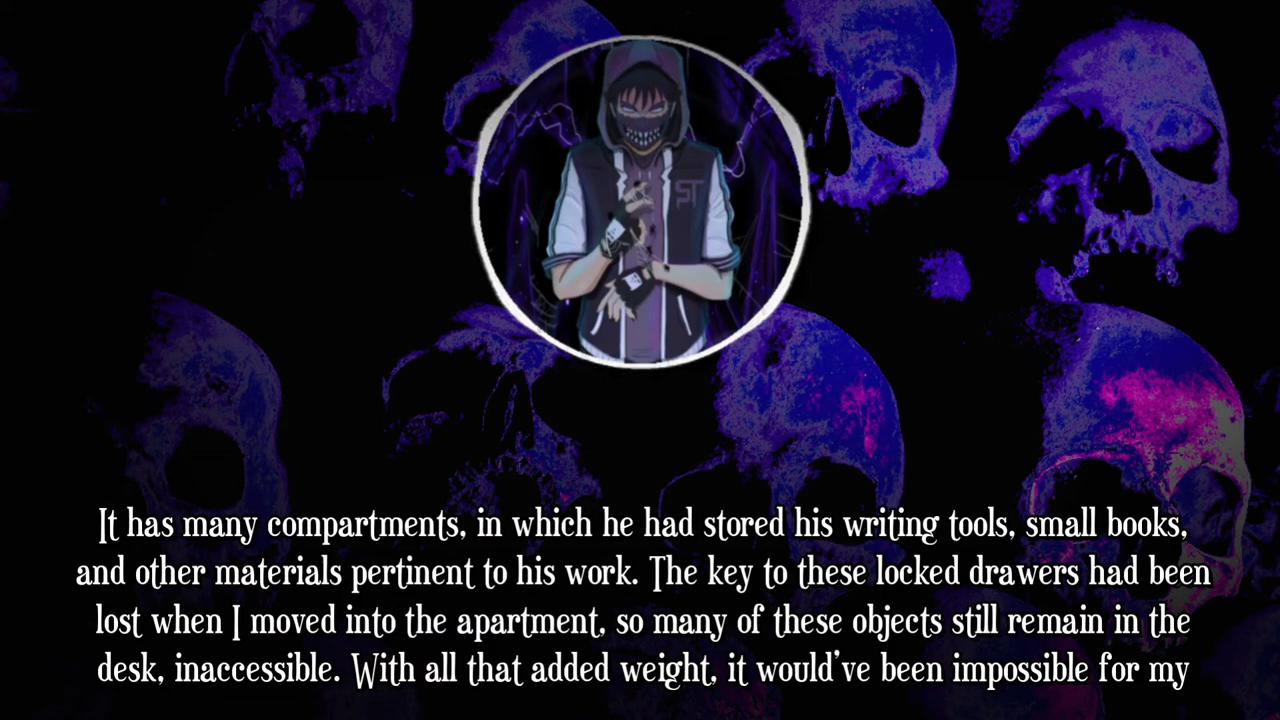 ST
It has many compartments, in which he had stored his writing tools, small books,
and other materials pertinent to his work. The key to these locked drawers had been
lost when I moved into the apartment, so many of these objects still remain in the
desk, inaccessible. With all that added weight, it would've been impossible for my